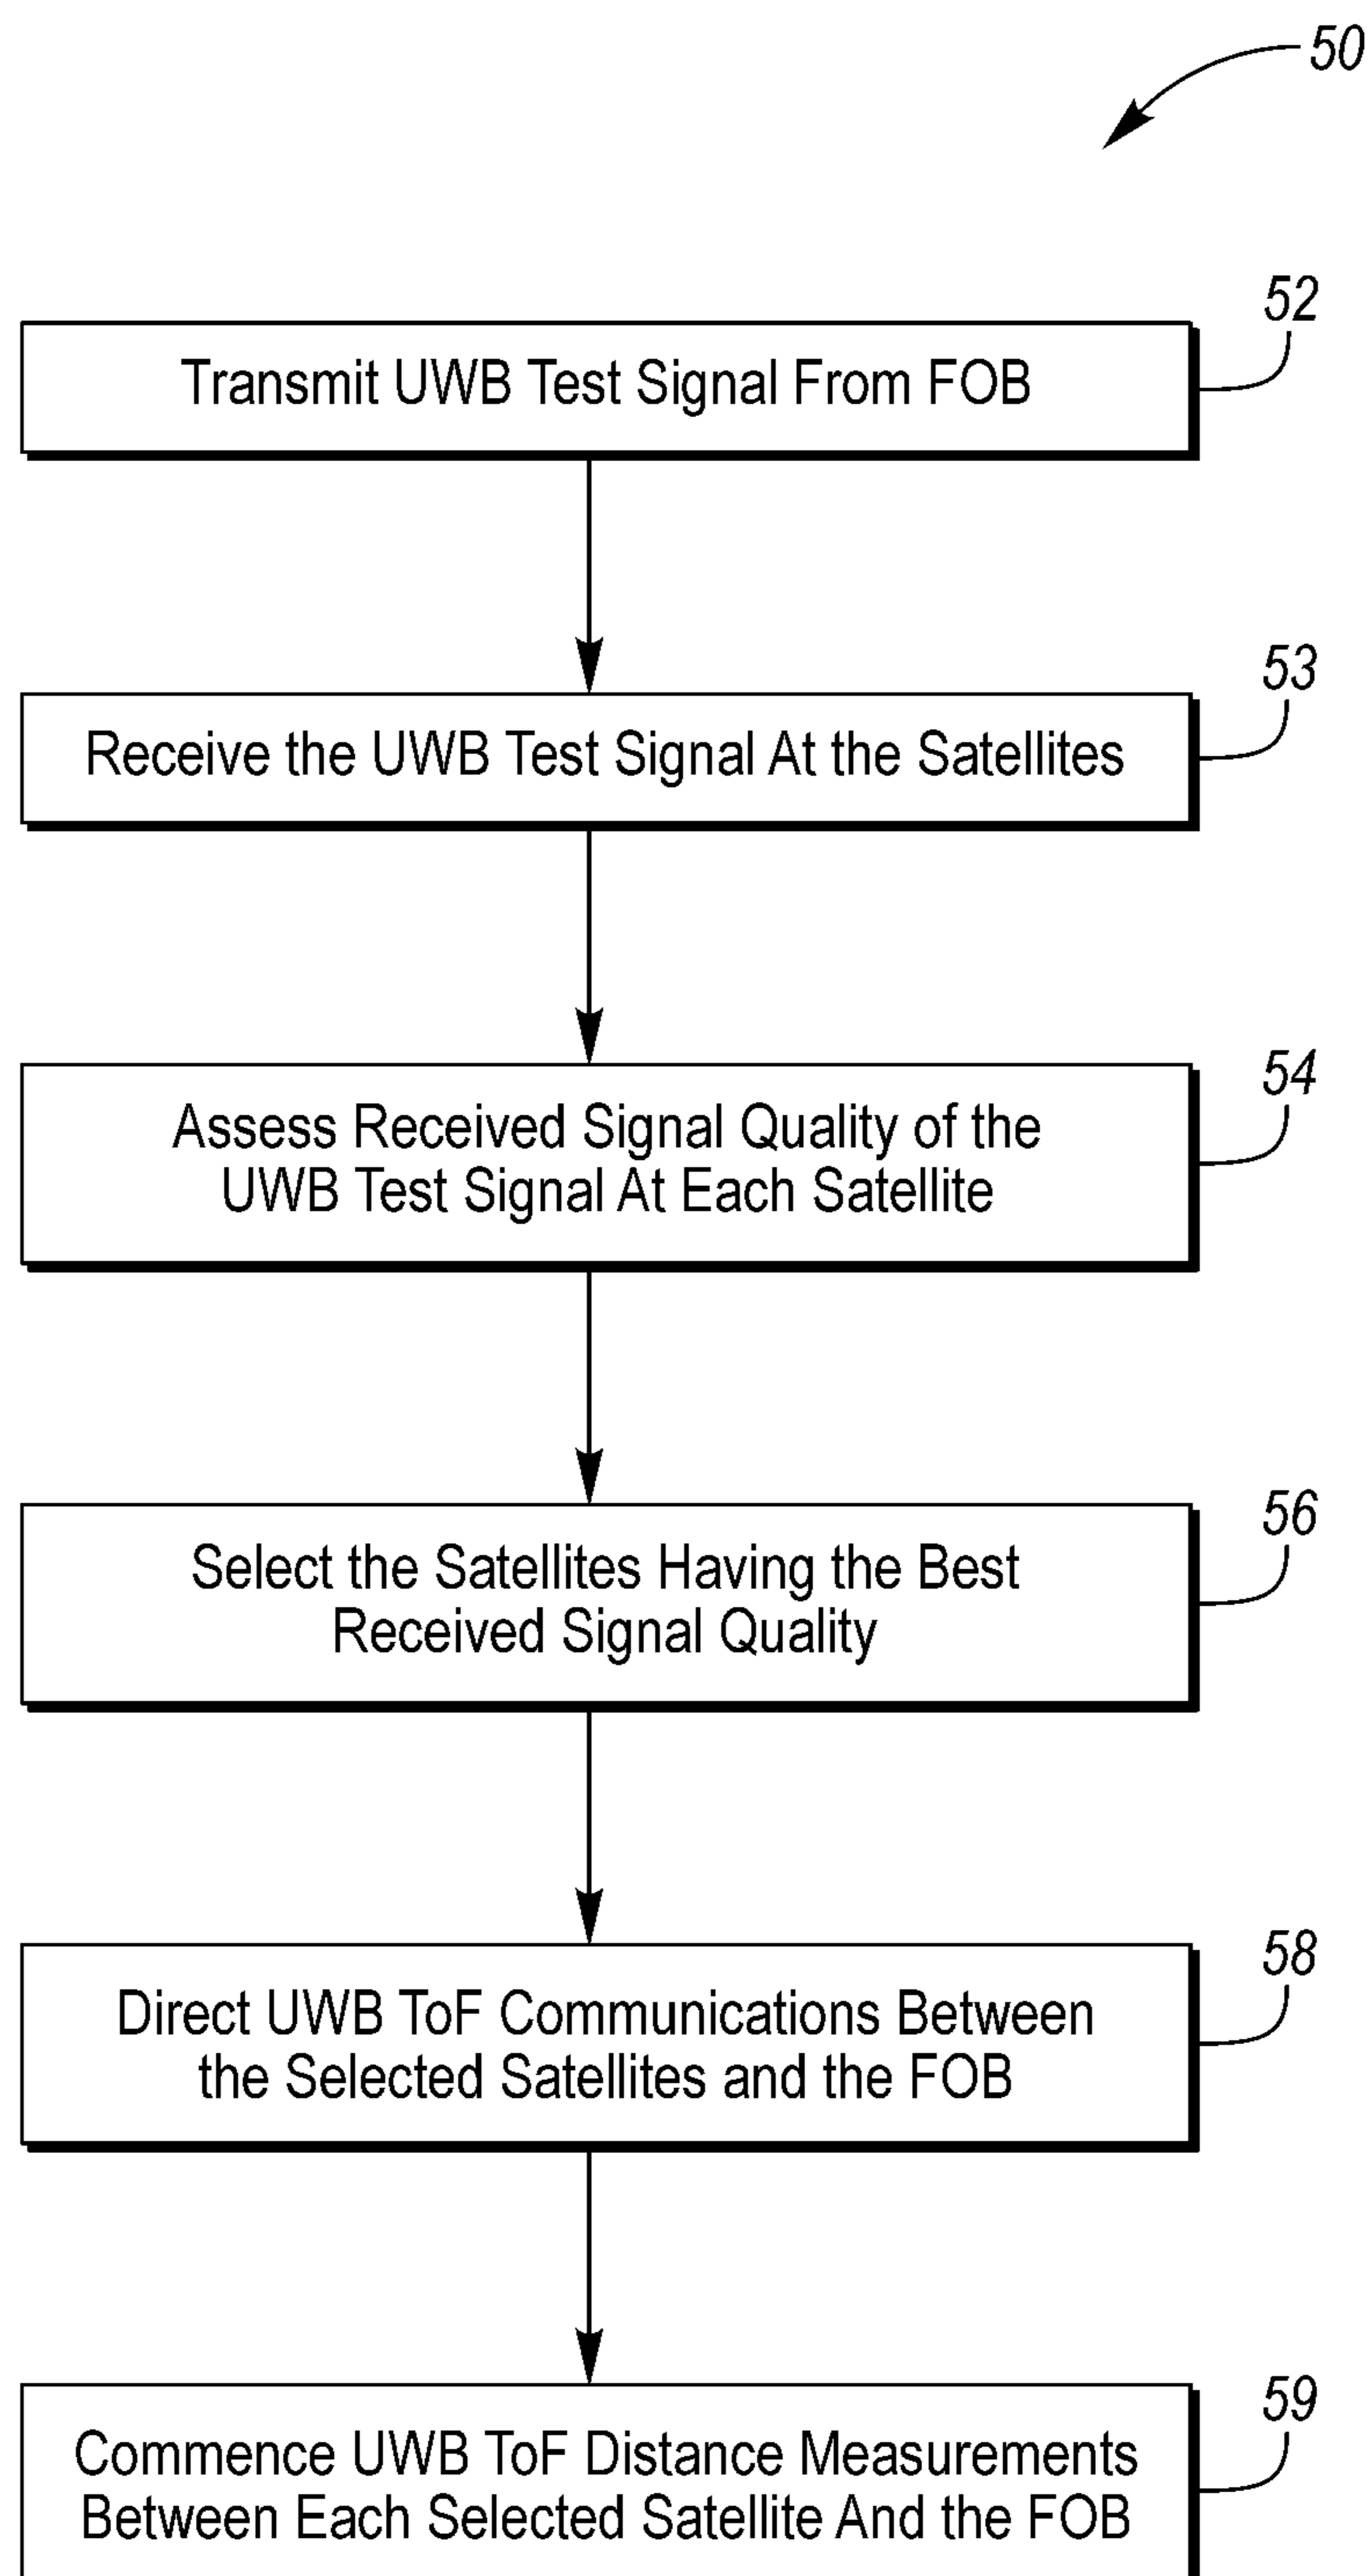 50
52
Transmit UWB Test Signal From FOB
53
Receive the UWB Test Signal At the Satellites
54
Assess Received Signal Quality of the
UWB Test Signal At Each Satellite
56
Select the Satellites Having the Best
Received Signal Quality
58
Direct UWB ToF Communications Between
the Selected Satellites and the FOB
59
Commence UWB ToF Distance Measurements
Between Each Selected Satellite And the FOB